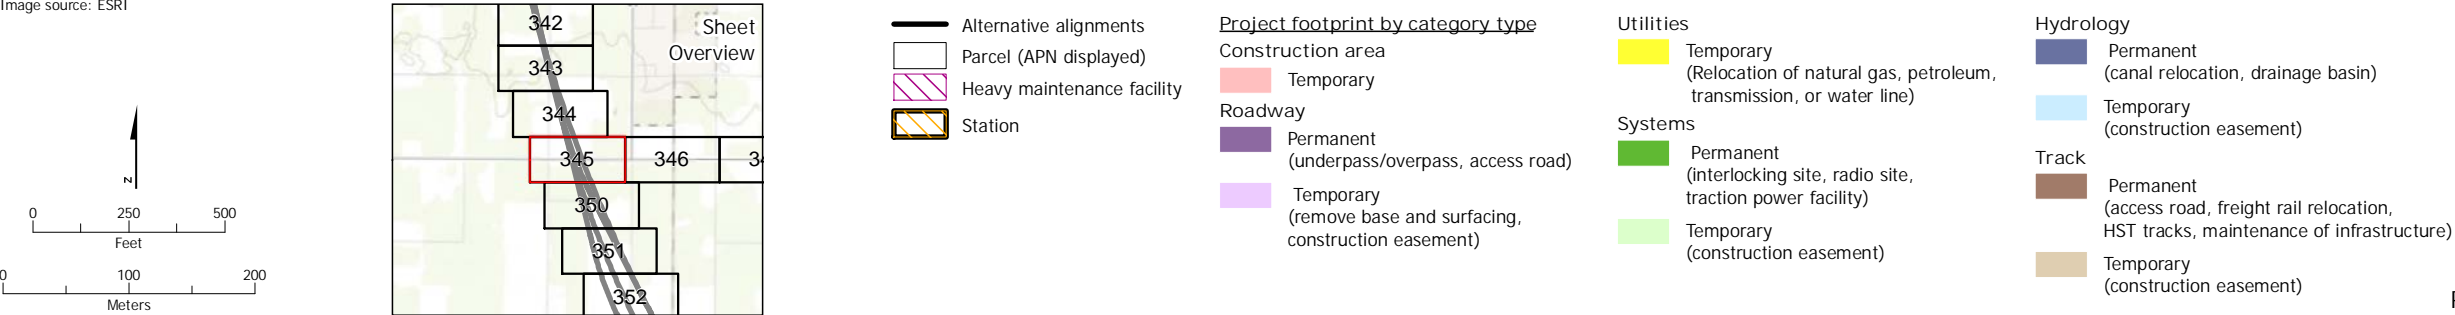 Image source: ESRI
N
0 250 500
Feet
0 100 200
Meters
Sheet
Overview
342
343
344
345 346 34
350
351
352
Alternative alignments
Parcel (APN displayed)
Heavy maintenance facility
Station
Project footprint by category type
Construction area
Temporary
Roadway
Permanent
(underpass/overpass, access road)
Temporary
(remove base and surfacing,
construction easement)
Utilities
Temporary
(Relocation of natural gas, petroleum,
transmission, or water line)
Systems
Permanent
(interlocking site, radio site,
traction power facility)
Temporary
(construction easement)
Hydrology
Permanent
(canal relocation, drainage basin)
Temporary
(construction easement)
Track
Permanent
(access road, freight rail relocation,
HST tracks, maintenance of infrastructure)
Temporary
(construction easement)